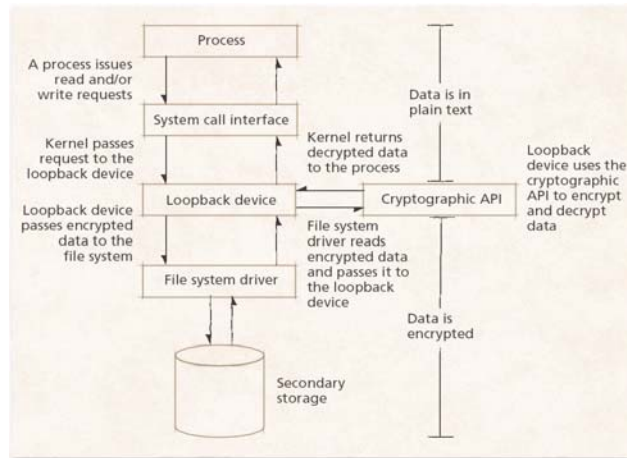 Process
A process issues
read and/or
write requests
Data is in
plain text
System call interface
Kernel passes
request to the
loopback device
Kernel returns
decrypted data
to the process
Loopback
device uses the
cryptographic
API to encrypt
and decrypt
data
Loopback device
Cryptographic API
Loopback device
passes encrypted
data to the
file system
File system
driver reads
encrypted data
and passes it to
the loopback
device
File system driver
Data is
encrypted
Secondary
storage